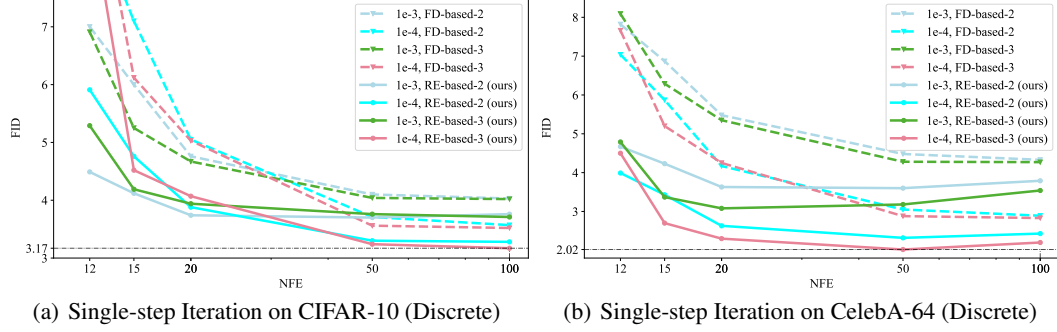 7
6
5
4
3.17
3
FID
12
15
20
50
100
NFE
1e-3, FD-based-2
1e-4, FD-based-2
1e-3, FD-based-3
1e-4, FD-based-3
1e-3, RE-based-2 (ours)
1e-4, RE-based-2 (ours)
1e-3, RE-based-3 (ours)
1e-4, RE-based-3 (ours)
(a) Single-step Iteration on CIFAR-10 (Discrete)
8
7
6
5
4
3
2.02
FID
12
15
20
50
100
NFE
1e-3, FD-based-2
1e-4, FD-based-2
1e-3, FD-based-3
1e-4, FD-based-3
1e-3, RE-based-2 (ours)
1e-4, RE-based-2 (ours)
1e-3, RE-based-3 (ours)
1e-4, RE-based-3 (ours)
(b) Single-step Iteration on CelebA-64 (Discrete)